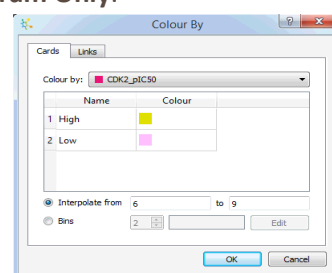 Only.
Colour By
Cards Links
Colour by: CDK2_pIC50
Name Colour
1 High
2 Low
Interpolate from 6 to 9
Bins 2 Edit
OK Cancel